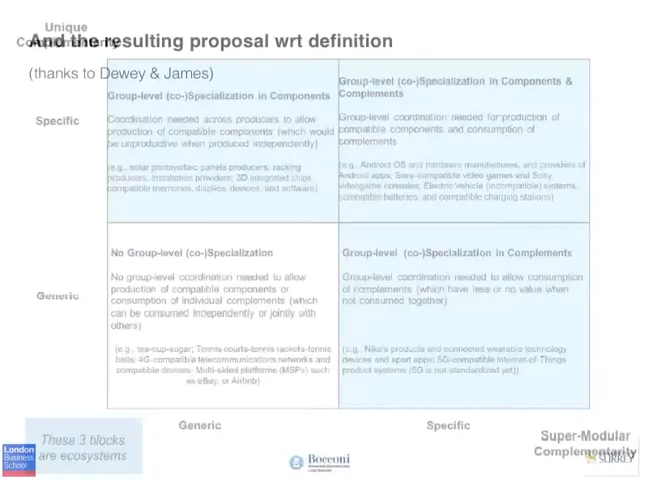 Unique
Complementarity
And the resulting proposal wrt definition
(thanks to Dewey & James)
Specific
Group-level (co-)Specialization in Components
Coordination needed across producers to allow
production of compatible components (which would
be unproductive when produced independently)
(e.g., solar photovoltaic panels producers, racking
producers, installation providers; 3D integrated chips,
compatible memories, displies, devices, and software)
Group-level (co-)Specialization in Components &
Complements
Group-level coordination needed for production of
compatible components and consumption of
complements
(e.g., Android OS and hardware manufactures, and providers of
Android apps; Sony-compatible video games and Sony
videogame consoles; Electric Vehicle (incompatible) systems,
compatible batteries, and compatible charging stations)
Generic
No Group-level (co-)Specialization
No group-level coordination needed to allow
production of compatible components or
consumption of individual complements (which
can be consumed independently or jointly with
others)
(e.g., tea-cup-sugar; Tennis courts-tennis rackets-tennis
balls; 4G-compatible telecommunications networks and
compatible devices; Multi-sided platforms (MSPs) such
as eBay, or Airbnb)
Group-level (co-)Specialization in Complements
Group-level coordination needed to allow consumption
of complements (which have less or no value when
not consumed together)
(e.g., Nike's products and connected wearable technology
devices and sport apps; 5G-compatible Internet-of-Things
product systems (5G is not standardized yet))
Generic
Specific
These 3 blocks
are ecosystems
Super-Modular
Complementarity
London
Business
School
Bocconi
SURREY